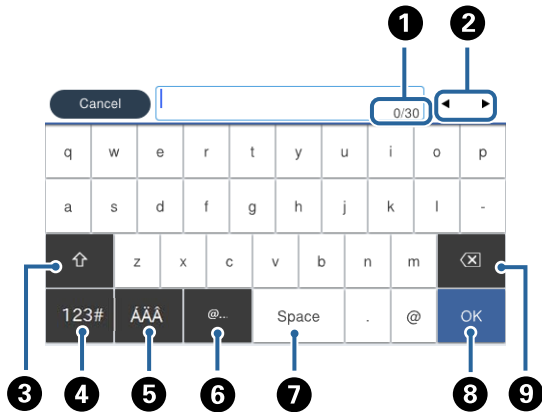 1 2
Cancel 0/30
q w e r t y u i o p
a s d f g h j k l -
z x c v b n m
123# ÁÄÂ @... Space . @ OK
3 4 5 6 7 8 9